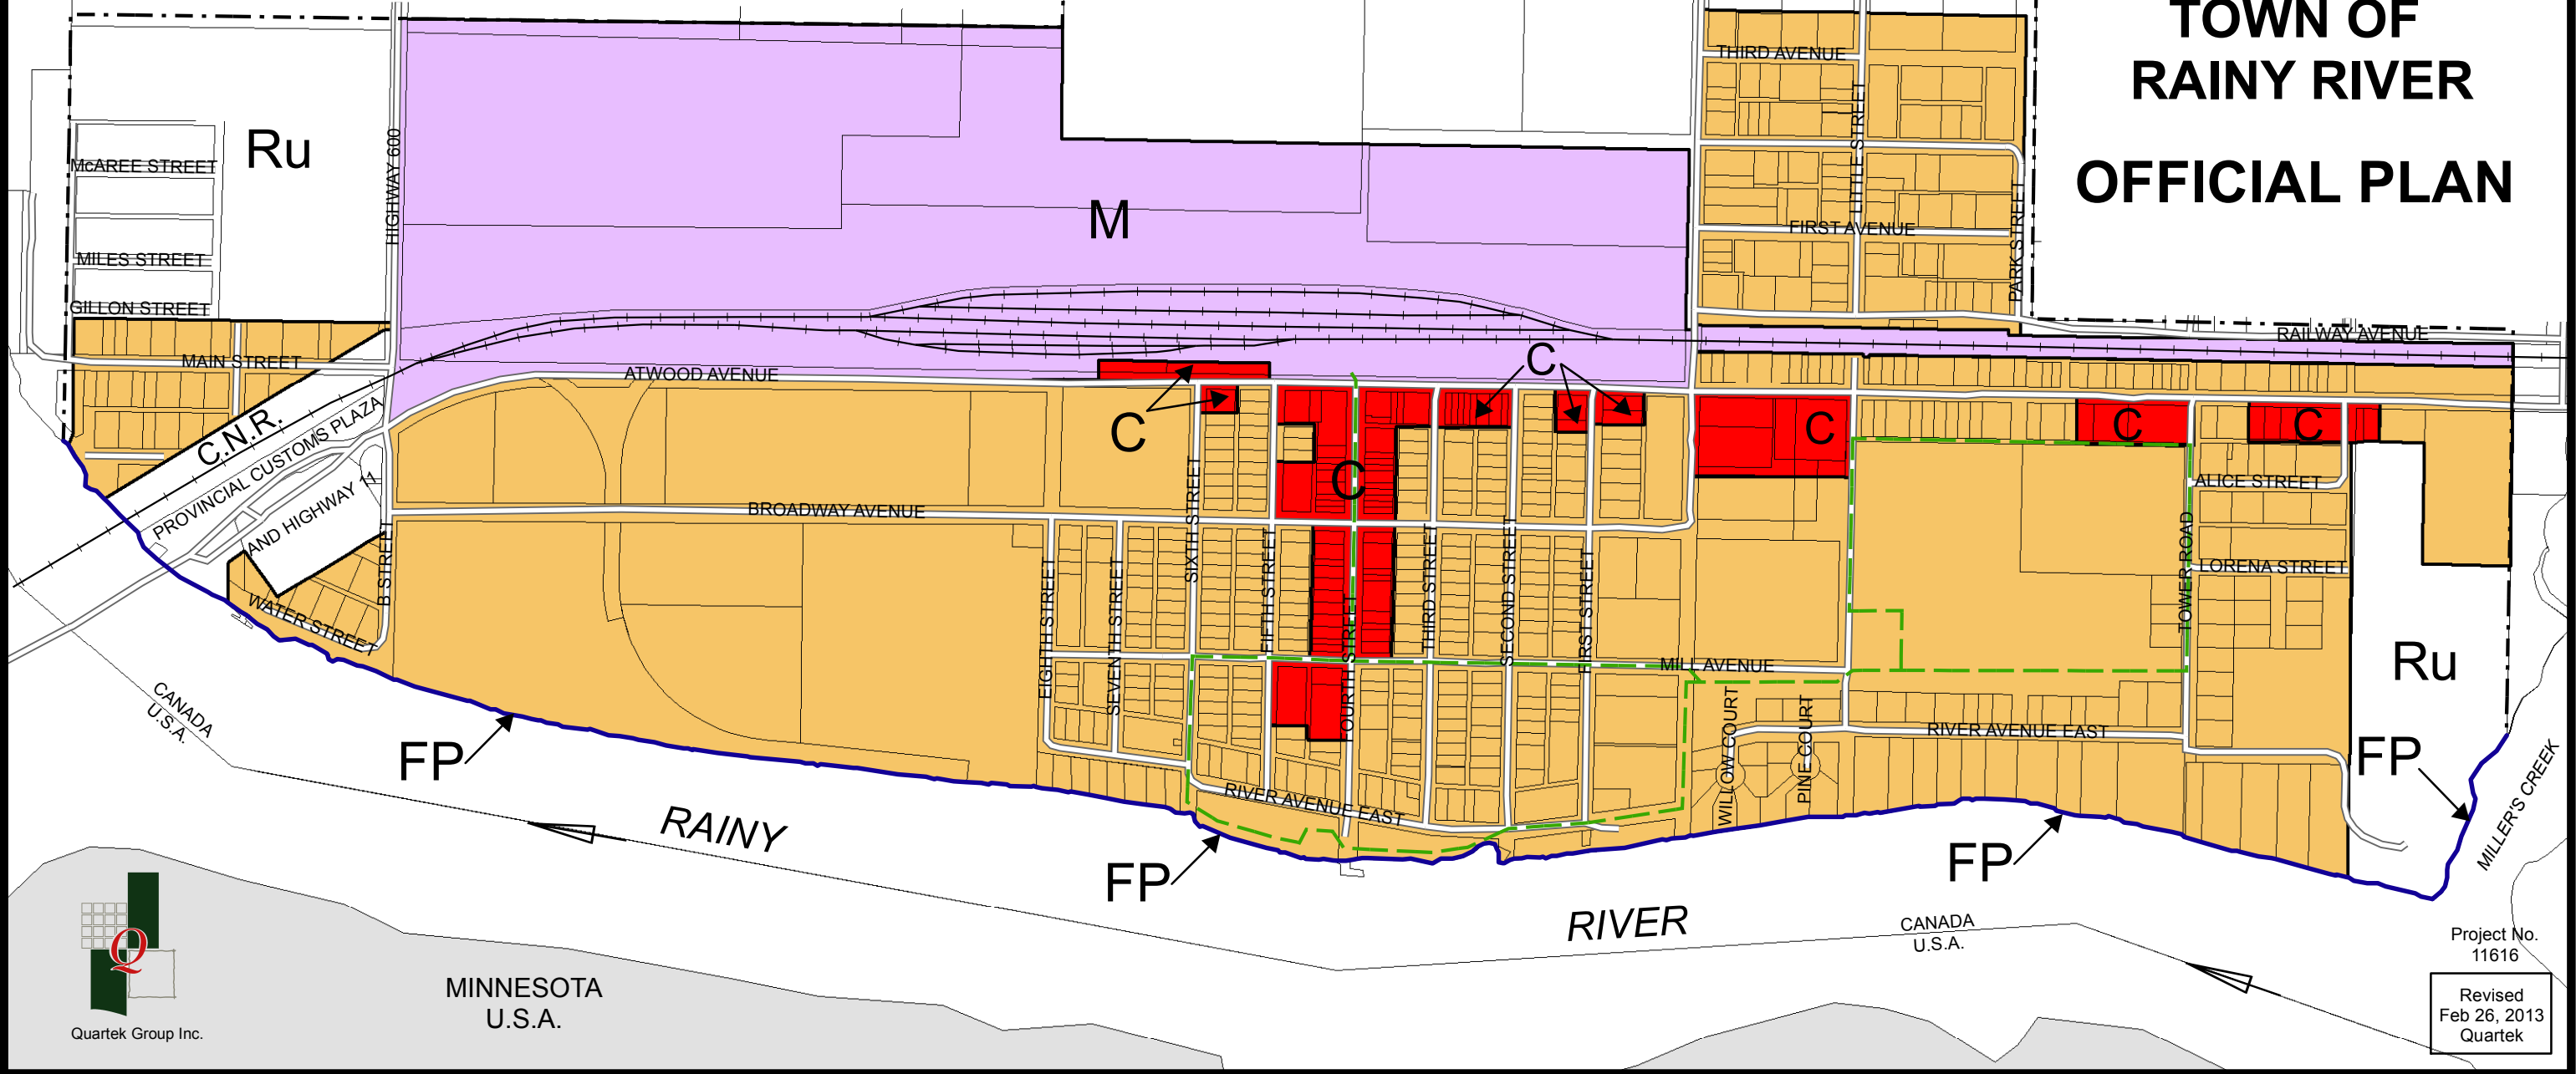 TOWN OF
RAINY RIVER
OFFICIAL PLAN
THIRD AVENUE
LITTLE STREET
FIRST AVENUE
PARK STREET
RAILWAY AVENUE
Ru
McAREE STREET
MILES STREET
GILLON STREET
HIGHWAY 600
M
MAIN STREET
ATWOOD AVENUE
C.N.R.
PROVINCIAL CUSTOMS PLAZA
AND HIGHWAY 11
B STREET
WATER STREET
BROADWAY AVENUE
C
C
C
C
C
C
EIGHTH STREET
SEVENTH STREET
SIXTH STREET
FIFTH STREET
FOURTH STREET
THIRD STREET
SECOND STREET
FIRST STREET
MILL AVENUE
WILLOW COURT
PINE COURT
TOWER ROAD
ALICE STREET
LORENA STREET
RIVER AVENUE EAST
RIVER AVENUE EAST
Ru
FP
FP
FP
FP
MILLER'S CREEK
CANADA
U.S.A.
RAINY
RIVER
CANADA
U.S.A.
MINNESOTA
U.S.A.
Q
Quartek Group Inc.
Project No.
11616
Revised
Feb 26, 2013
Quartek